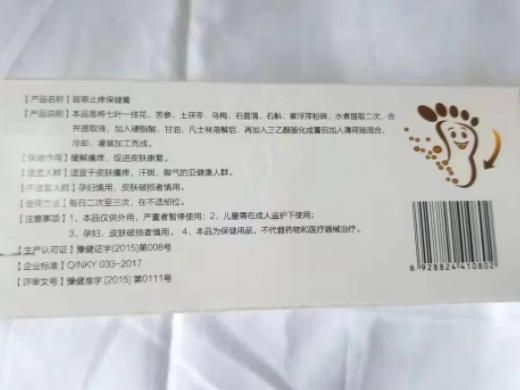 【产品名称】苗草止痒保健膏
【产品说明】本品是将七叶一枝花、苦参、土茯苓、乌梅、石菖蒲、石斛、紫浮萍粉碎，水煮提取二次，合
并提取液，加入硬脂酸、甘油、凡士林溶解后，再加入三乙醇胺化成膏后加入薄荷脑混合，
冷却，灌装加工而成。
【保健作用】缓解瘙痒，促进皮肤康复。
【适宜人群】适宜于皮肤瘙痒，汗斑、脚气的亚健康人群。
【不适宜人群】孕妇慎用，皮肤破损者慎用。
【使用方法】每日二次至三次，在不适部位。
【注意事项】1、本品仅供外用，严重者暂停使用；2、儿童需在成人监护下使用；
3、孕妇、皮肤破损者慎用。4、本品为保健用品，不代替药物和医疗器械治疗。
【生产许可证】豫健证字(2015)第008号
【企业标准】Q/NKY 033-2017
【评审文号】豫健准字 [2015] 第0111号
6 928824 410802